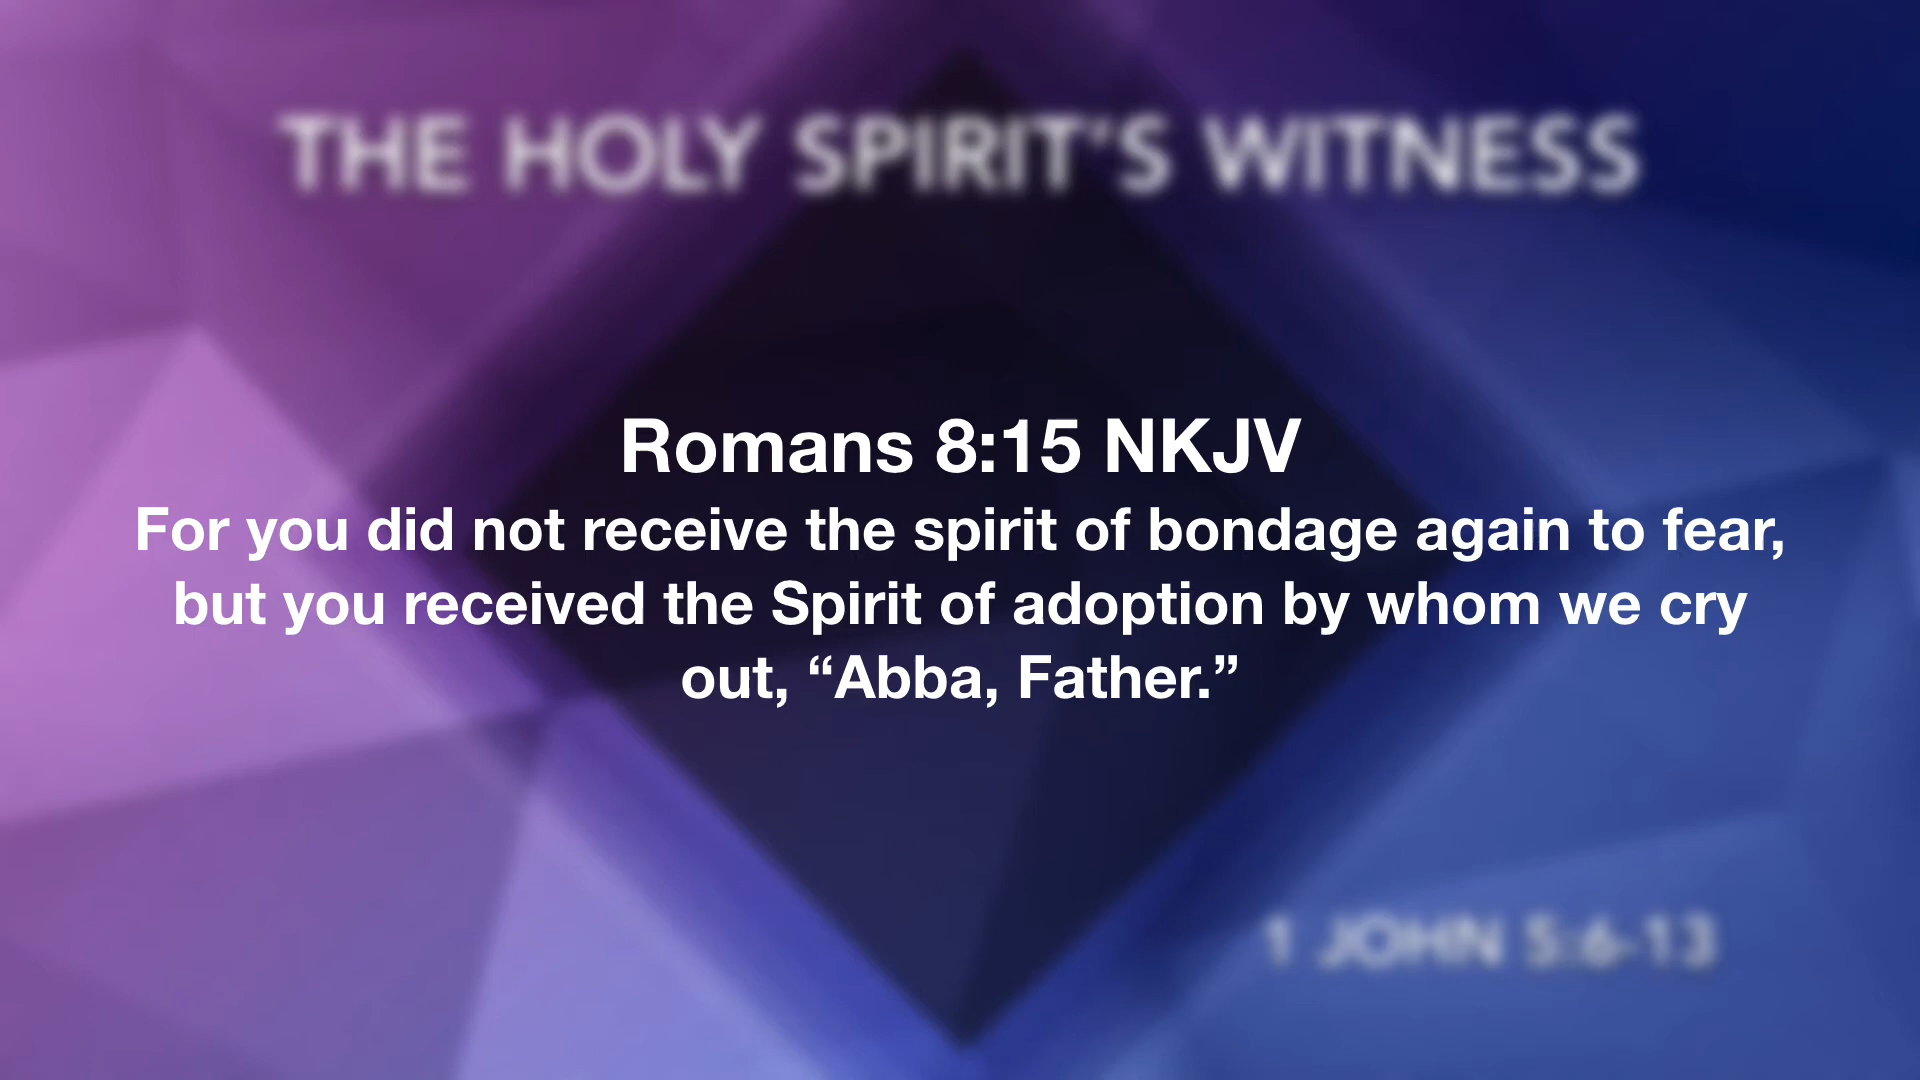 THE HOLY SPIRIT'S WITNESS
Romans 8:15 NKJV
For you did not receive the spirit of bondage again to fear,
but you received the Spirit of adoption by whom we cry
out, “Abba, Father.”
1 JOHN 5:6-13